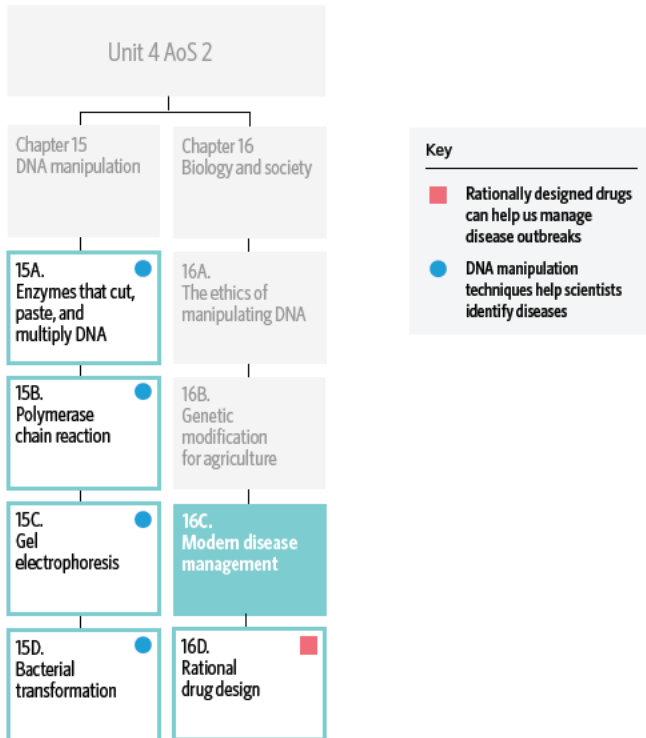 Unit 4 AoS 2
Chapter 15
DNA manipulation
Chapter 16
Biology and society
Key
Rationally designed drugs
can help us manage
disease outbreaks
DNA manipulation
techniques help scientists
identify diseases
15A.
Enzymes that cut,
paste, and
multiply DNA
16A.
The ethics of
manipulating DNA
15B.
Polymerase
chain reaction
16B.
Genetic
modification
for agriculture
15C.
Gel
electrophoresis
16C.
Modern disease
management
15D.
Bacterial
transformation
16D.
Rational
drug design